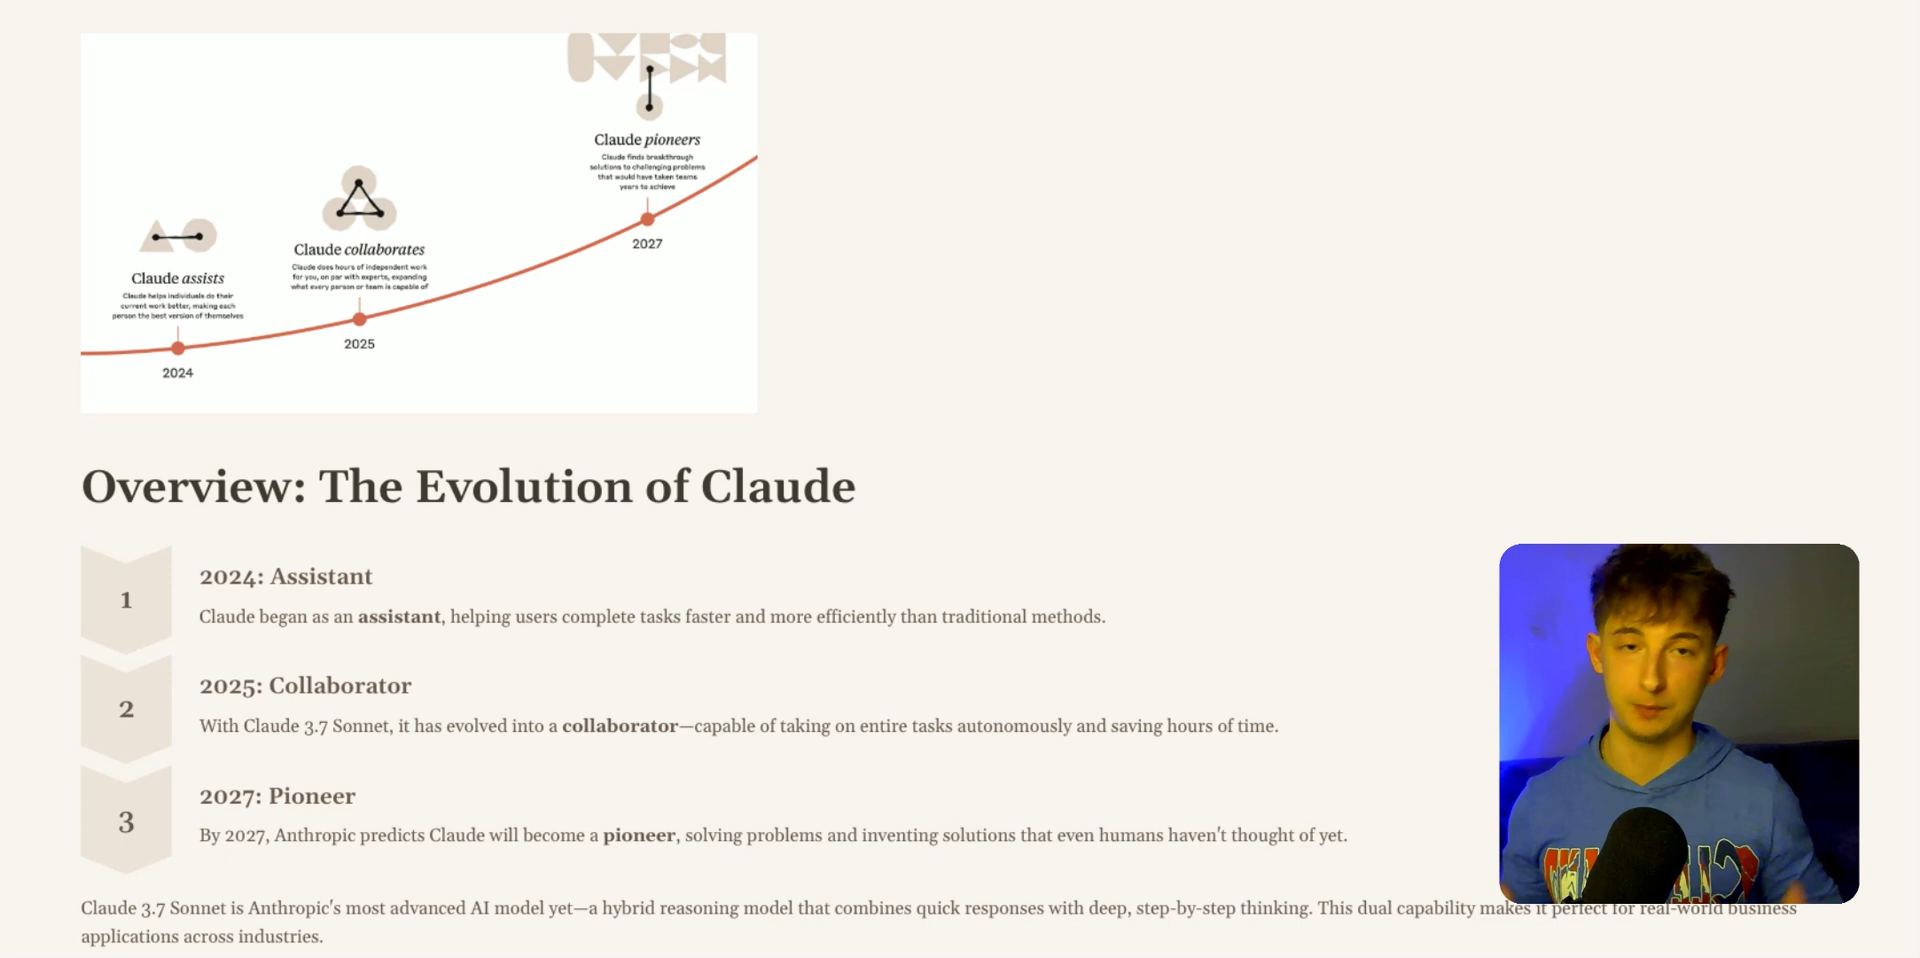 Claude pioneers
Claude finds breakthrough
solutions to challenging problems
that would have taken teams
years to achieve
2027
Claude collaborates
Claude does hours of independent work
for you, on par with experts, expanding
what every person or team is capable of
2025
Claude assists
Claude helps individuals do their
current work better, making each
person the best version of themselves
2024
Overview: The Evolution of Claude
1
2024: Assistant
Claude began as an assistant, helping users complete tasks faster and more efficiently than traditional methods.
2
2025: Collaborator
With Claude 3.7 Sonnet, it has evolved into a collaborator—capable of taking on entire tasks autonomously and saving hours of time.
3
2027: Pioneer
By 2027, Anthropic predicts Claude will become a pioneer, solving problems and inventing solutions that even humans haven't thought of yet.
Claude 3.7 Sonnet is Anthropic's most advanced AI model yet—a hybrid reasoning model that combines quick responses with deep, step-by-step thinking. This dual capability makes it perfect for real-world business
applications across industries.